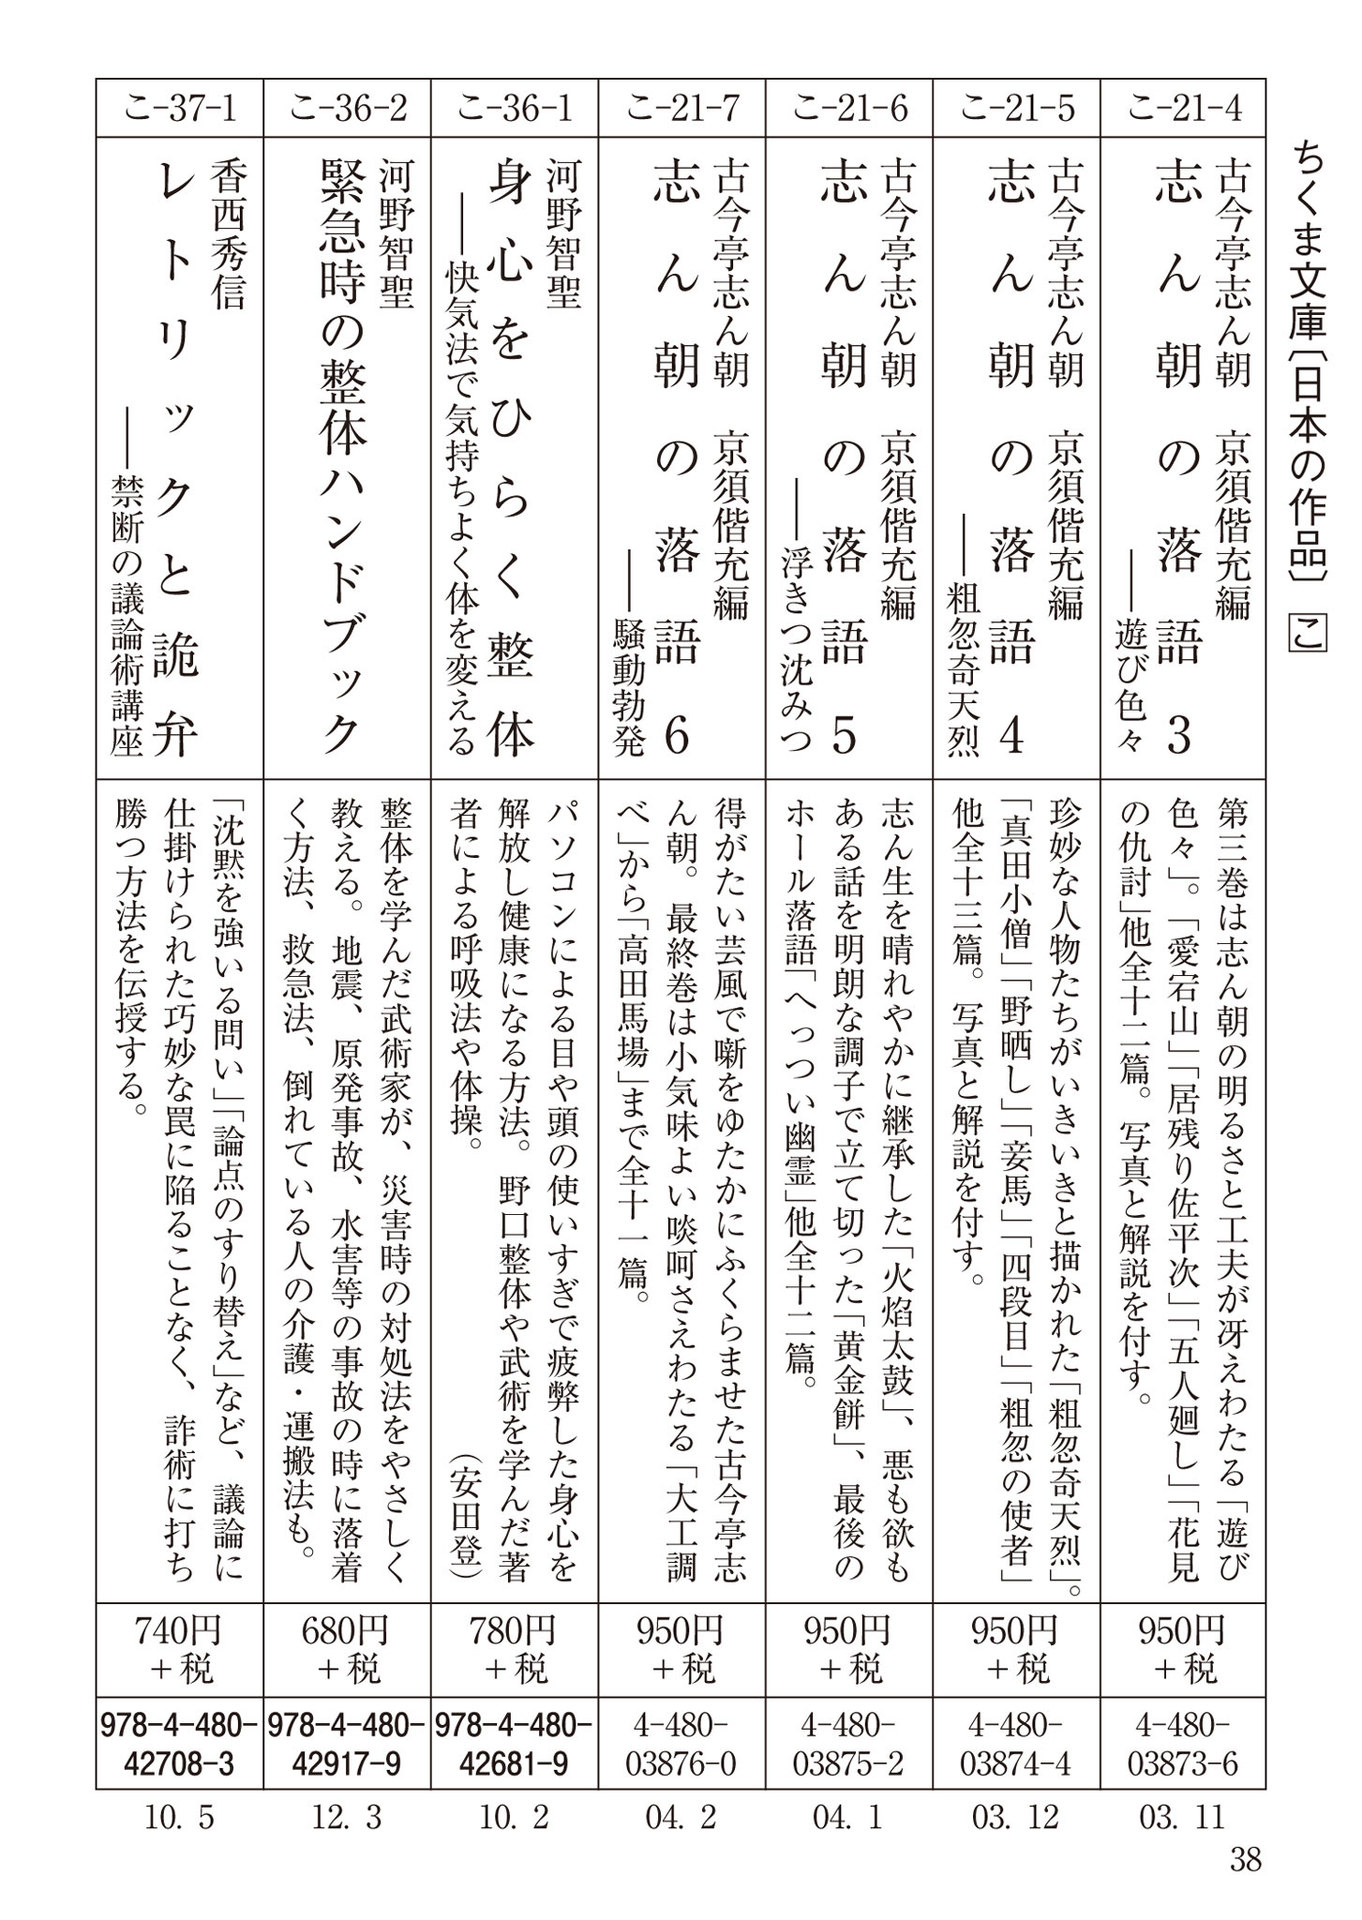 ちくま文庫〔日本の作品〕 こ
こ-21-4
古今亭志ん朝 京須偕充編
志ん朝の落語 3
――遊び色々
第三巻は志ん朝の明るさと工夫が冴えわたる「遊び
色々」。「愛宕山」「居残り佐平次」「五人廻し」「花見
の仇討」他全十二篇。写真と解説を付す。
950円
＋税
4-480-
03873-6
03. 11
こ-21-5
古今亭志ん朝 京須偕充編
志ん朝の落語 4
――粗忽奇天烈
珍妙な人物たちがいきいきと描かれた「粗忽奇天烈」。
「真田小僧」「野晒し」「妾馬」「四段目」「粗忽の使者」
他全十三篇。写真と解説を付す。
950円
＋税
4-480-
03874-4
03. 12
こ-21-6
古今亭志ん朝 京須偕充編
志ん朝の落語 5
――浮きつ沈みつ
志ん生を晴れやかに継承した「火焰太鼓」、悪も欲も
ある話を明朗な調子で立て切った「黄金餅」、最後の
ホール落語「へっつい幽霊」他全十二篇。
950円
＋税
4-480-
03875-2
04. 1
こ-21-7
古今亭志ん朝 京須偕充編
志ん朝の落語 6
――騒動勃発
得がたい芸風で噺をゆたかにふくらませた古今亭志
ん朝。最終巻は小気味よい啖呵さえわたる「大工調
べ」から「高田馬場」まで全十一篇。
950円
＋税
4-480-
03876-0
04. 2
こ-36-1
河野智聖
身心をひらく整体
――快気法で気持ちよく体を変える
パソコンによる目や頭の使いすぎで疲弊した身心を
解放し健康になる方法。野口整体や武術を学んだ著
者による呼吸法や体操。 （安田登）
780円
＋税
978-4-480-
42681-9
10. 2
こ-36-2
河野智聖
緊急時の整体ハンドブック
整体を学んだ武術家が、災害時の対処法をやさしく
教える。地震、原発事故、水害等の事故の時に落着
く方法、救急法、倒れている人の介護・運搬法も。
680円
＋税
978-4-480-
42917-9
12. 3
こ-37-1
香西秀信
レトリックと詭弁
――禁断の議論術講座
「沈黙を強いる問い」「論点のすり替え」など、議論に
仕掛けられた巧妙な罠に陥ることなく、詐術に打ち
勝つ方法を伝授する。
740円
＋税
978-4-480-
42708-3
10. 5
38